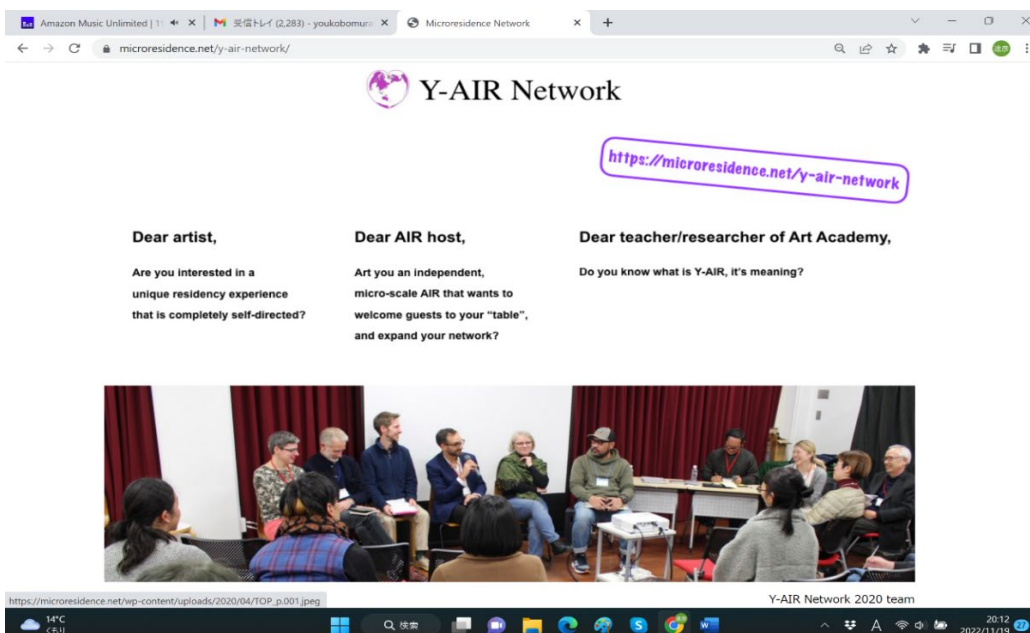 Amazon Music Unlimited | 1
受信トレイ (2,283) - youkobomura
Microresidence Network
microresidence.net/y-air-network/
Y-AIR Network
https://microresidence.net/y-air-network
Dear artist,
Are you interested in a
unique residency experience
that is completely self-directed?
Dear AIR host,
Art you an independent,
micro-scale AIR that wants to
welcome guests to your “table”,
and expand your network?
Dear teacher/researcher of Art Academy,
Do you know what is Y-AIR, it's meaning?
https://microresidence.net/wp-content/uploads/2020/04/TOP_p.001.jpeg
Y-AIR Network 2020 team
14°C
くもり
検索
A
20:12
2022/11/19